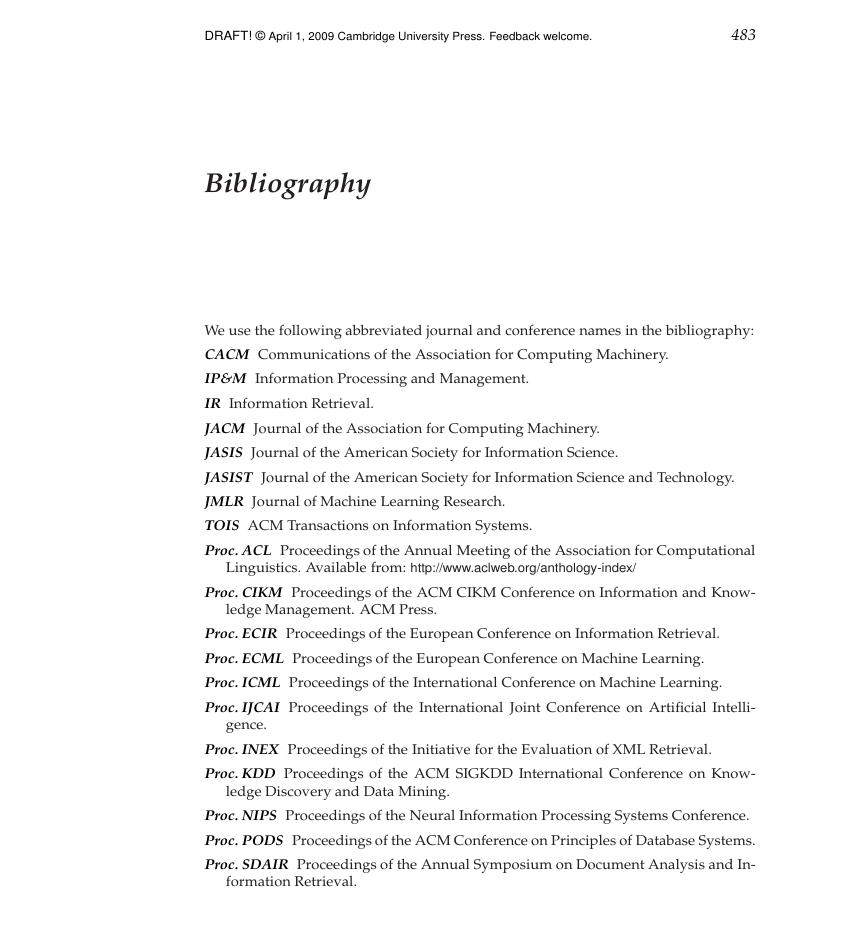 DRAFT! © April 1, 2009 Cambridge University Press. Feedback welcome. 483
Bibliography
We use the following abbreviated journal and conference names in the bibliography:
CACM Communications of the Association for Computing Machinery.
IP&M Information Processing and Management.
IR Information Retrieval.
JACM Journal of the Association for Computing Machinery.
JASIS Journal of the American Society for Information Science.
JASIST Journal of the American Society for Information Science and Technology.
JMLR Journal of Machine Learning Research.
TOIS ACM Transactions on Information Systems.
Proc. ACL Proceedings of the Annual Meeting of the Association for Computational
Linguistics. Available from: http://www.aclweb.org/anthology-index/
Proc. CIKM Proceedings of the ACM CIKM Conference on Information and Know-
ledge Management. ACM Press.
Proc. ECIR Proceedings of the European Conference on Information Retrieval.
Proc. ECML Proceedings of the European Conference on Machine Learning.
Proc. ICML Proceedings of the International Conference on Machine Learning.
Proc. IJCAI Proceedings of the International Joint Conference on Artificial Intelli-
gence.
Proc. INEX Proceedings of the Initiative for the Evaluation of XML Retrieval.
Proc. KDD Proceedings of the ACM SIGKDD International Conference on Know-
ledge Discovery and Data Mining.
Proc. NIPS Proceedings of the Neural Information Processing Systems Conference.
Proc. PODS Proceedings of the ACM Conference on Principles of Database Systems.
Proc. SDAIR Proceedings of the Annual Symposium on Document Analysis and In-
formation Retrieval.